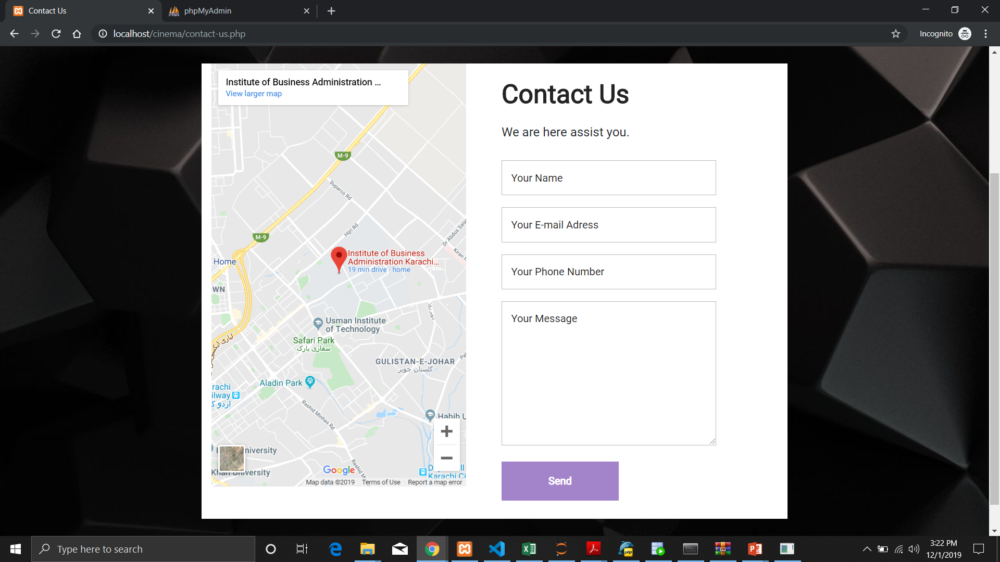 Contact Us
phpMyAdmin
localhost/cinema/contact-us.php
Incognito
Institute of Business Administration ...
View larger map
M-9
Suparco Rd
Hijri Rd
M-9
Dr Abdus Sala
Kiran
Home
Institute of Business
Administration Karachi...
19 min drive - home
WN
Usman Institute
of Technology
Safari Park
سفاری پارک
GULISTAN-E-JOHAR
گلستان جوہر
Aladin Park
rachi
ilway
اردو ک
Rashid Minhas Rd
Rashid M
Habib U
niversity
Khan University
Google
Karachi Ci
Map data ©2019
Terms of Use
Report a map error
Contact Us
We are here assist you.
Your Name
Your E-mail Adress
Your Phone Number
Your Message
Send
Type here to search
3:22 PM
12/1/2019